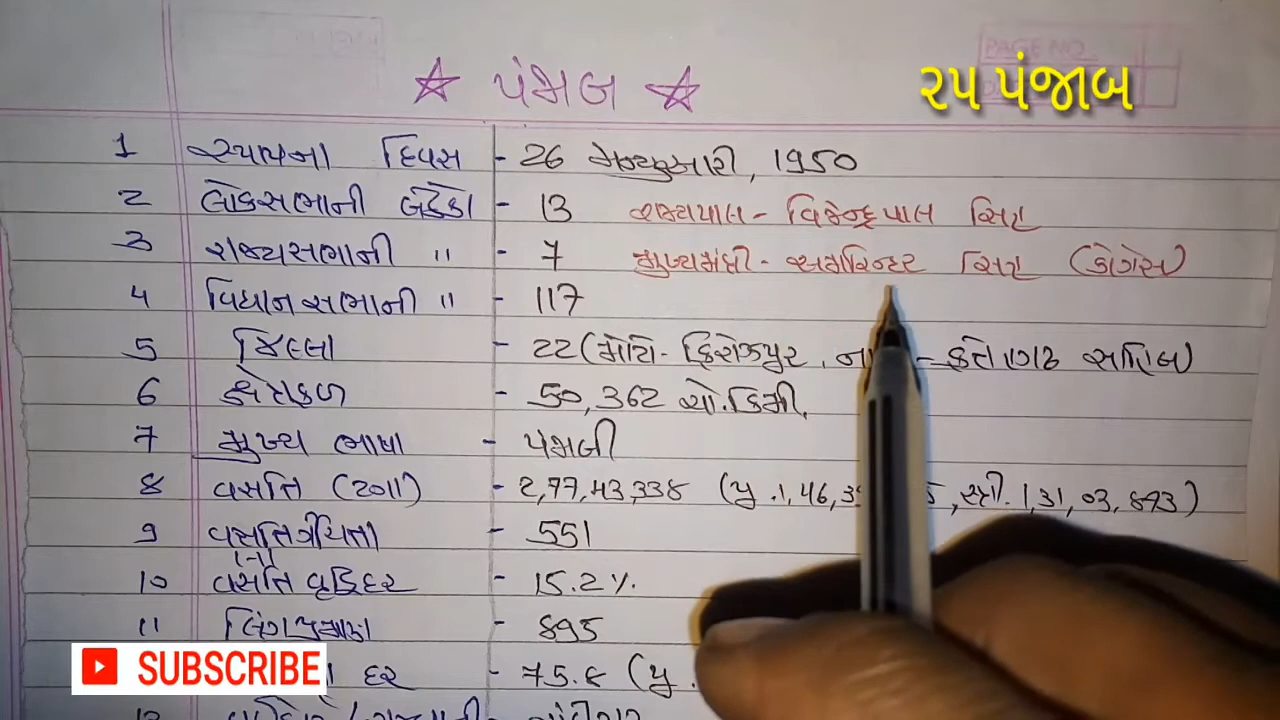 પંજાબ
૨૫ પંજાબ
1 સ્થાપના દિવસ - 26 જાન્યુઆરી, 1950
2 લોકસભાની બેઠકો - 13 રાજ્યપાલ - વિજેન્દ્રપાલ સિંહ
3 રાજ્યસભાની " - 7 મુખ્યમંત્રી - અમરિન્દર સિંહ (કોંગ્રેસ)
4 વિધાનસભાની " - 117
5 જિલ્લા - 22 (મોટો - ફિરોઝપુર, - ફતેહગઢ સાહિબ)
6 ક્ષેત્રફળ - 50,362 ચો.કિમી.
7 મુખ્ય ભાષા - પંજાબી
8 વસતિ (2011) - 2,77,43,338 (પુ. 1,46, સ્ત્રી. 1,31,03,873)
9 વસતિગીચતા - 551
10 વસતિ વૃદ્ધિદર - 15.2%.
11 લિંગપ્રમાણ - 895
દર - 75.8 (પુ.
SUBSCRIBE